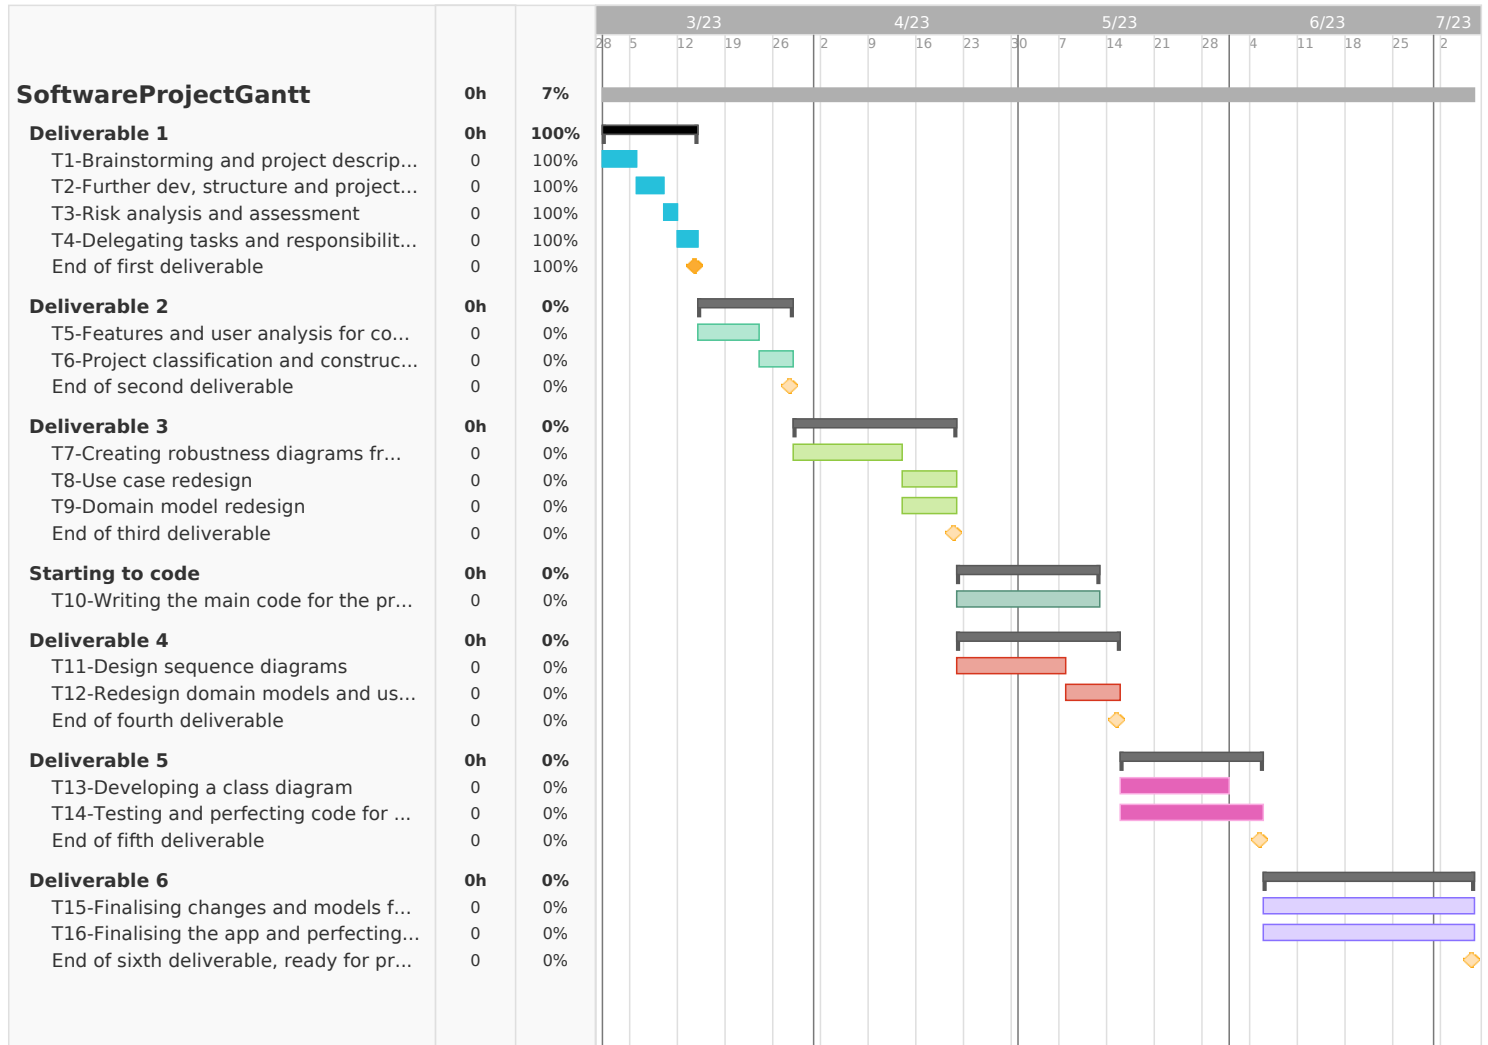 3/23 4/23 5/23 6/23 7/23
28 5 12 19 26 2 9 16 23 30 7 14 21 28 4 11 18 25 2
SoftwareProjectGantt 0h 7%
Deliverable 1 0h 100%
T1-Brainstorming and project descrip... 0 100%
T2-Further dev, structure and project... 0 100%
T3-Risk analysis and assessment 0 100%
T4-Delegating tasks and responsibilit... 0 100%
End of first deliverable 0 100%
Deliverable 2 0h 0%
T5-Features and user analysis for co... 0 0%
T6-Project classification and construc... 0 0%
End of second deliverable 0 0%
Deliverable 3 0h 0%
T7-Creating robustness diagrams fr... 0 0%
T8-Use case redesign 0 0%
T9-Domain model redesign 0 0%
End of third deliverable 0 0%
Starting to code 0h 0%
T10-Writing the main code for the pr... 0 0%
Deliverable 4 0h 0%
T11-Design sequence diagrams 0 0%
T12-Redesign domain models and us... 0 0%
End of fourth deliverable 0 0%
Deliverable 5 0h 0%
T13-Developing a class diagram 0 0%
T14-Testing and perfecting code for ... 0 0%
End of fifth deliverable 0 0%
Deliverable 6 0h 0%
T15-Finalising changes and models f... 0 0%
T16-Finalising the app and perfecting... 0 0%
End of sixth deliverable, ready for pr... 0 0%